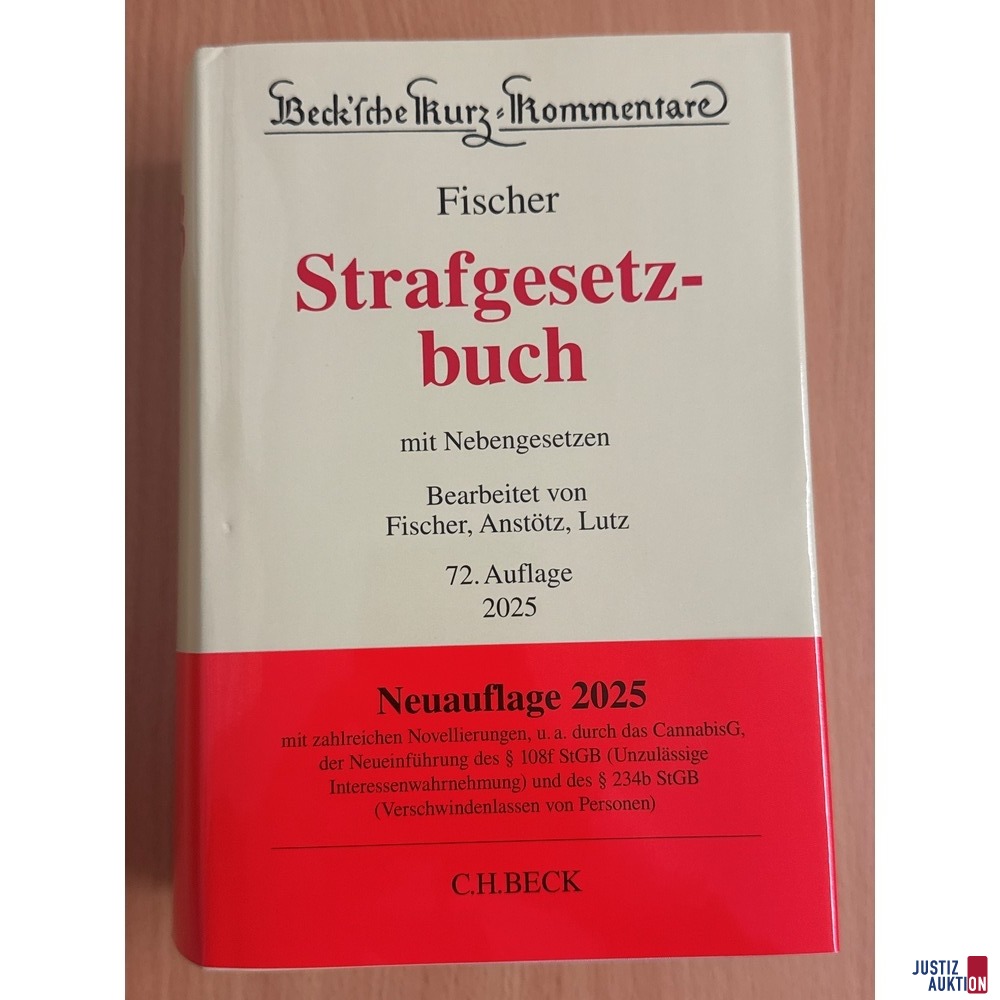 Beck'sche Kurz-Kommentare
Fischer
Strafgesetz-
buch
mit Nebengesetzen
Bearbeitet von
Fischer, Anstötz, Lutz
72. Auflage
2025
Neuauflage 2025
mit zahlreichen Novellierungen, u. a. durch das CannabisG,
der Neueinführung des § 108f StGB (Unzulässige
Interessenwahrnehmung) und des § 234b StGB
(Verschwindenlassen von Personen)
C.H.BECK
JUSTIZ
AUKTION